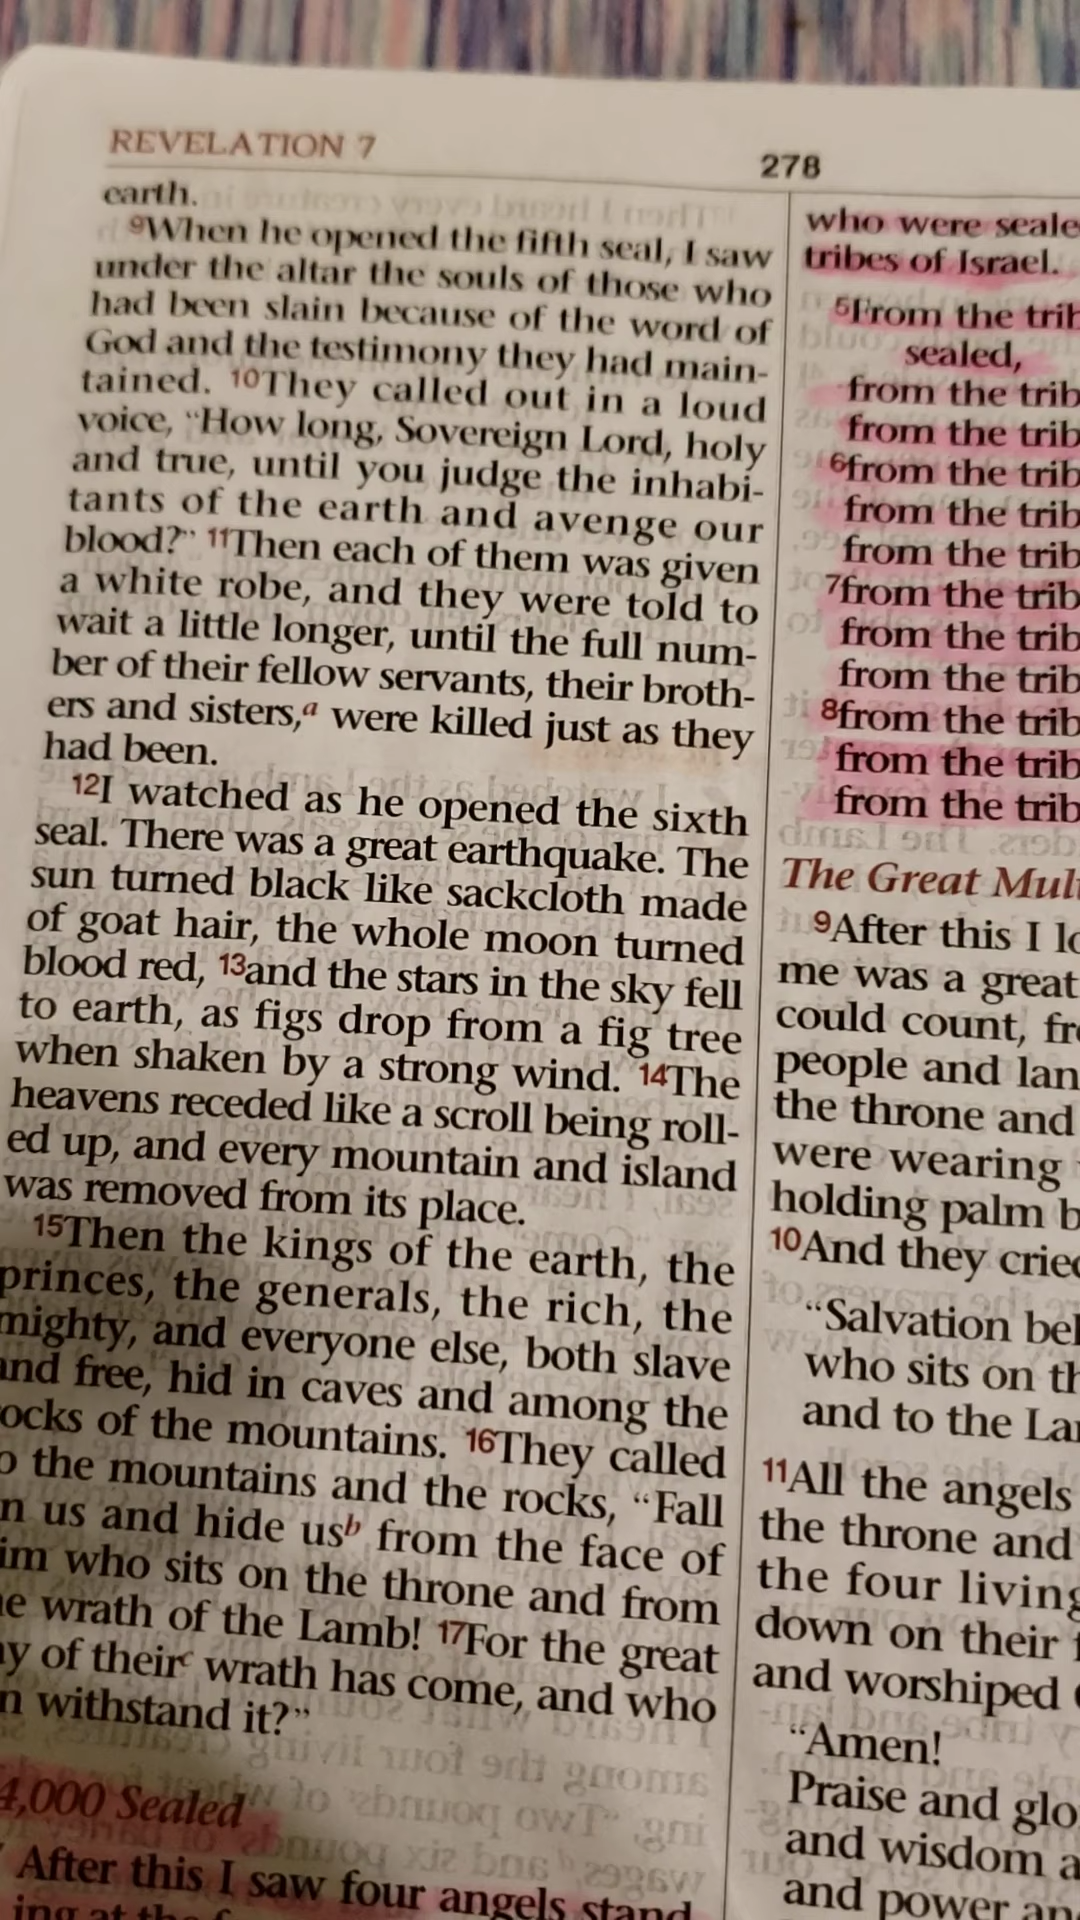 REVELATION 7
278
earth.
9When he opened the fifth seal, I saw
under the altar the souls of those who
had been slain because of the word of
God and the testimony they had main-
tained. 10They called out in a loud
voice, “How long, Sovereign Lord, holy
and true, until you judge the inhabi-
tants of the earth and avenge our
blood?” 11Then each of them was given
a white robe, and they were told to
wait a little longer, until the full num-
ber of their fellow servants, their broth-
ers and sisters,a were killed just as they
had been.
12I watched as he opened the sixth
seal. There was a great earthquake. The
sun turned black like sackcloth made
of goat hair, the whole moon turned
blood red, 13and the stars in the sky fell
to earth, as figs drop from a fig tree
when shaken by a strong wind. 14The
heavens receded like a scroll being roll-
ed up, and every mountain and island
was removed from its place.
15Then the kings of the earth, the
princes, the generals, the rich, the
mighty, and everyone else, both slave
and free, hid in caves and among the
ocks of the mountains. 16They called
o the mountains and the rocks, “Fall
n us and hide usb from the face of
im who sits on the throne and from
e wrath of the Lamb! 17For the great
ay of theirc wrath has come, and who
n withstand it?”
4,000 Sealed
After this I saw four angels stand
ing at the f
who were seale
tribes of Israel.
5From the trib
sealed,
from the trib
from the trib
6from the trib
from the trib
from the trib
7from the trib
from the trib
from the trib
8from the trib
from the trib
from the trib
The Great Mul
9After this I lo
me was a great
could count, fro
people and lan
the throne and
were wearing
holding palm b
10And they cried
“Salvation bel
who sits on th
and to the La
11All the angels
the throne and
the four living
down on their f
and worshiped
“Amen!
Praise and glo
and wisdom a
and power an